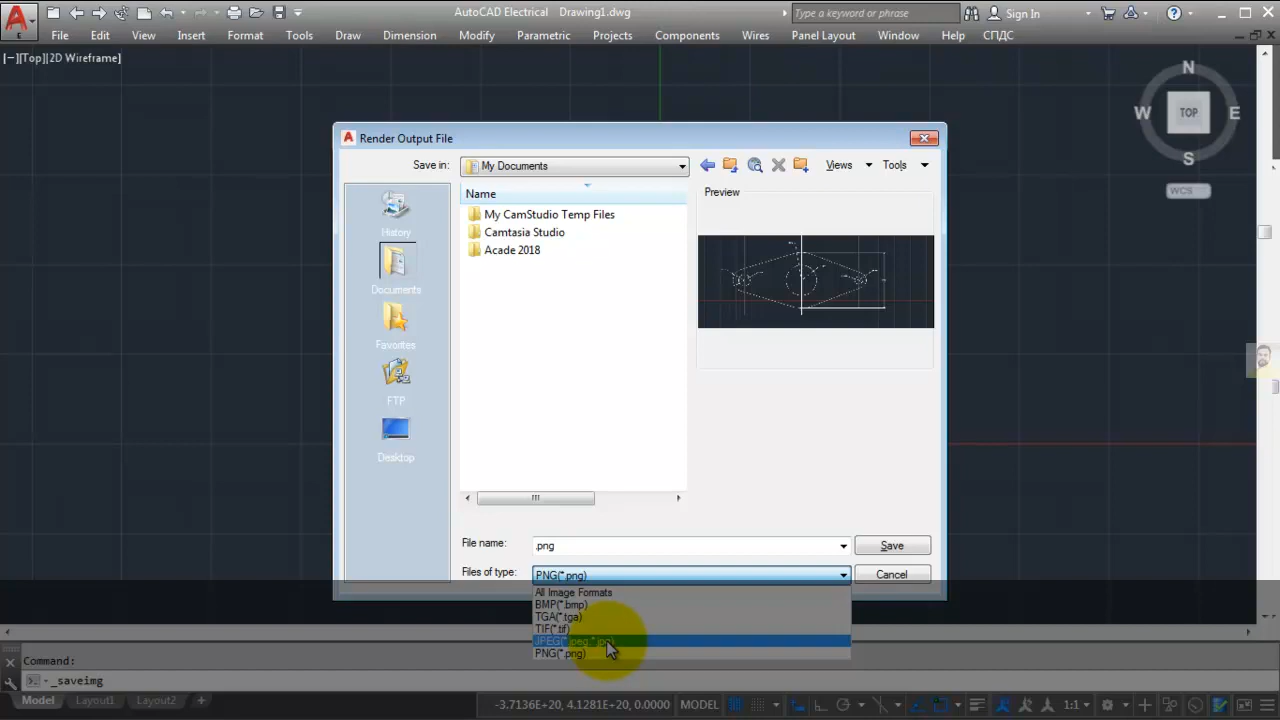 AutoCAD Electrical Drawing1.dwg
Type a keyword or phrase
Sign In
E
File Edit View Insert Format Tools Draw Dimension Modify Parametric Projects Components Wires Panel Layout Window Help СПДС
[−][Top][2D Wireframe]
N
W TOP E
S
WCS
Render Output File
Save in: My Documents
Views Tools
Name
Preview
My CamStudio Temp Files
Camtasia Studio
Acade 2018
History
Documents
Favorites
FTP
Desktop
File name: .png Save
Files of type: PNG(*.png) Cancel
All Image Formats
BMP(*.bmp)
TGA(*.tga)
TIF(*.tif)
JPEG(*.jpeg;*.jpg)
PNG(*.png)
Command:
_saveimg
Model Layout1 Layout2 +
-3.7136E+20, 4.1281E+20, 0.0000 MODEL 1:1